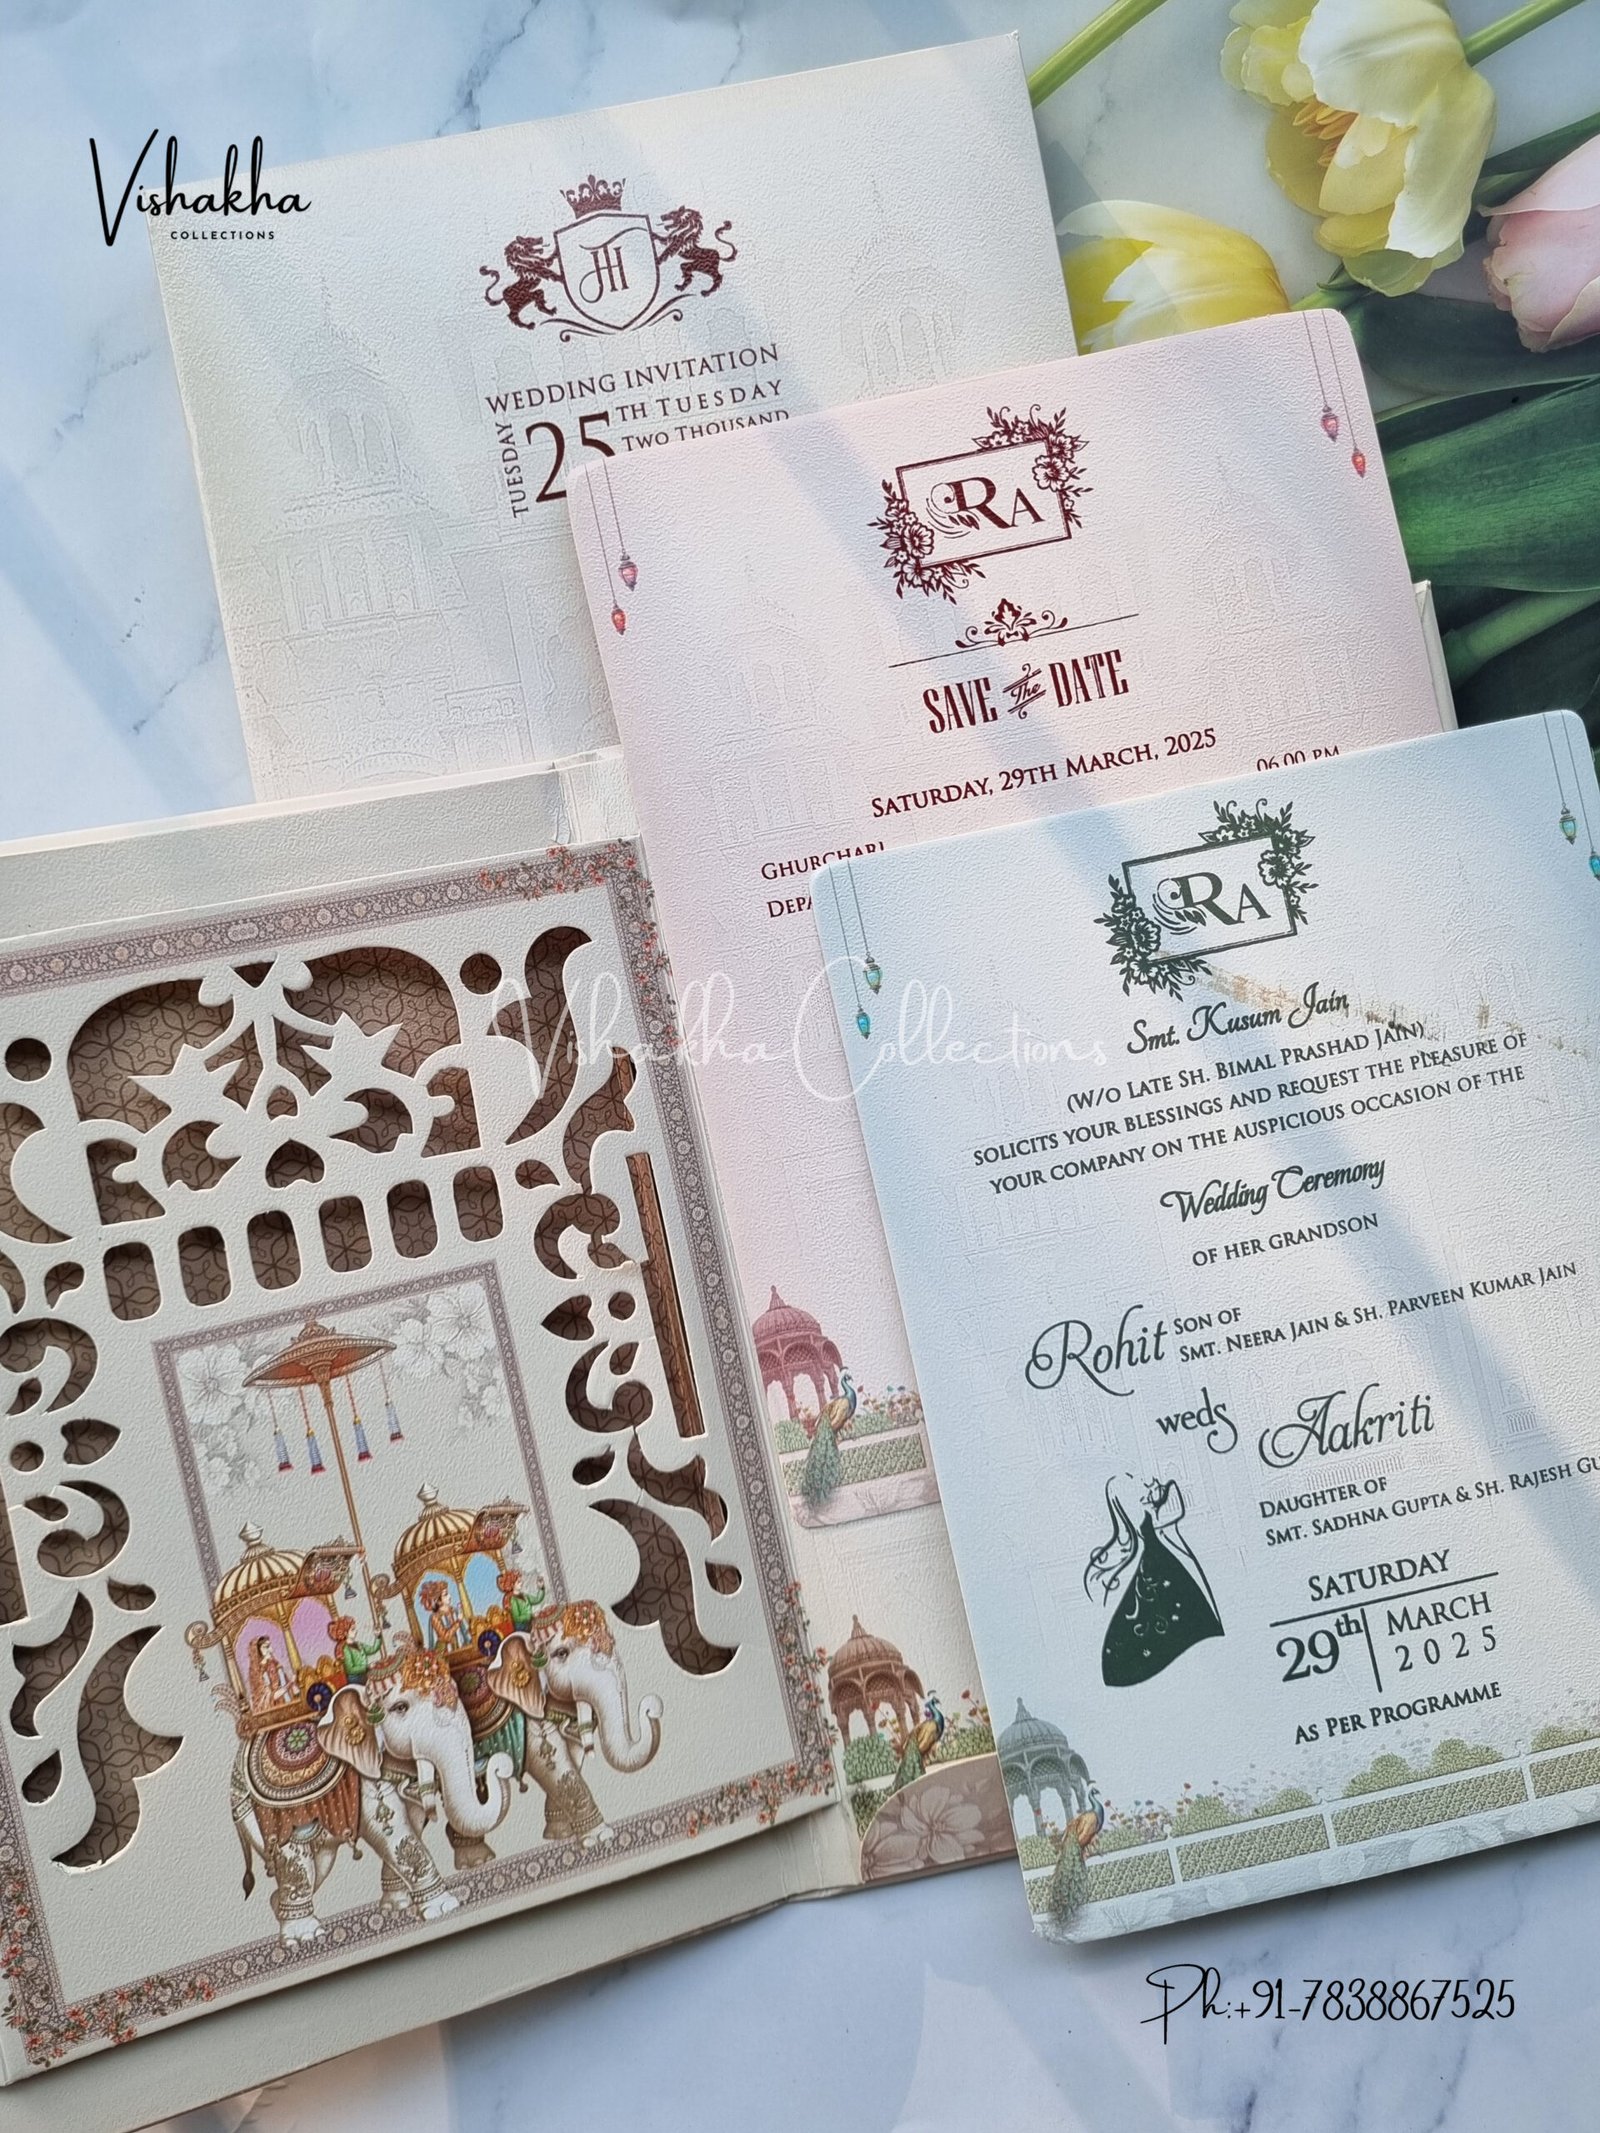 Vishakha
COLLECTIONS
WEDDING INVITATION
TUESDAY
25
TH TUESDAY
TWO THOUSAND
RA
SAVE The DATE
SATURDAY, 29TH MARCH, 2025
06.00 PM
GHURCHARI
RA
Smt. Kusum Jain
(W/O LATE SH. BIMAL PRASHAD JAIN)
SOLICITS YOUR BLESSINGS AND REQUEST THE PLEASURE OF
YOUR COMPANY ON THE AUSPICIOUS OCCASION OF THE
Wedding Ceremony
OF HER GRANDSON
Rohit
SON OF
SMT. NEERA JAIN & SH. PARVEEN KUMAR JAIN
weds
Aakriti
DAUGHTER OF
SMT. SADHNA GUPTA & SH. RAJESH
SATURDAY
29th
MARCH
2025
AS PER PROGRAMME
Vishakha Collections
Ph:+91-7838867525